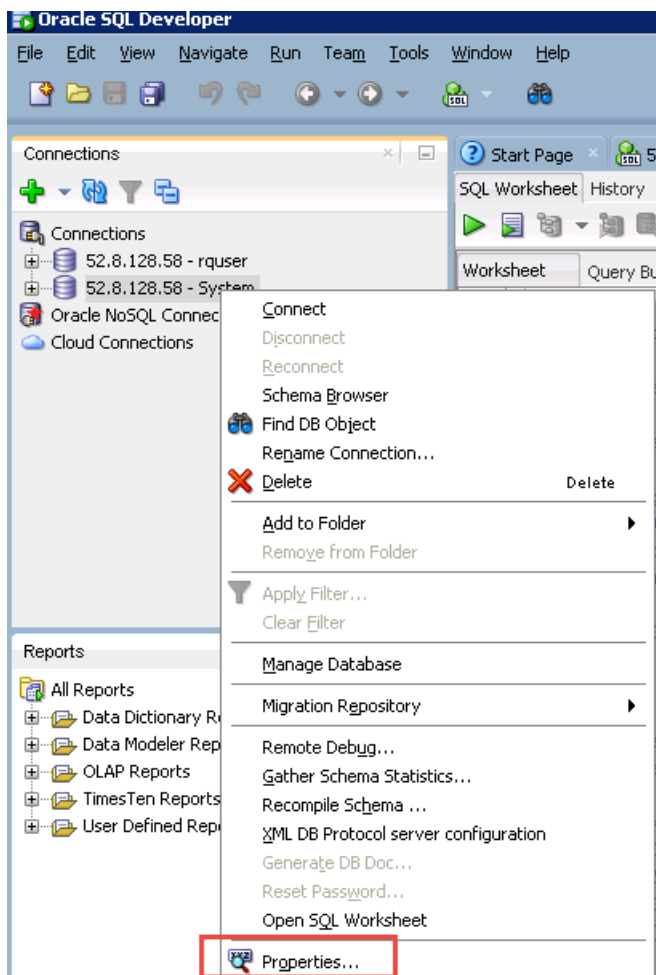 Oracle SQL Developer
File Edit View Navigate Run Team Tools Window Help
SQL
Connections
Start Page
SQL Worksheet History
Worksheet Query Bu
Connections
52.8.128.58 - rquser
52.8.128.58 - System
Oracle NoSQL Connec
Cloud Connections
Connect
Disconnect
Reconnect
Schema Browser
Find DB Object
Rename Connection...
Delete Delete
Add to Folder
Remove from Folder
Apply Filter...
Clear Filter
Manage Database
Migration Repository
Remote Debug...
Gather Schema Statistics...
Recompile Schema ...
XML DB Protocol server configuration
Generate DB Doc...
Reset Password...
Open SQL Worksheet
Properties...
Reports
All Reports
Data Dictionary R
Data Modeler Rep
OLAP Reports
TimesTen Reports
User Defined Rep